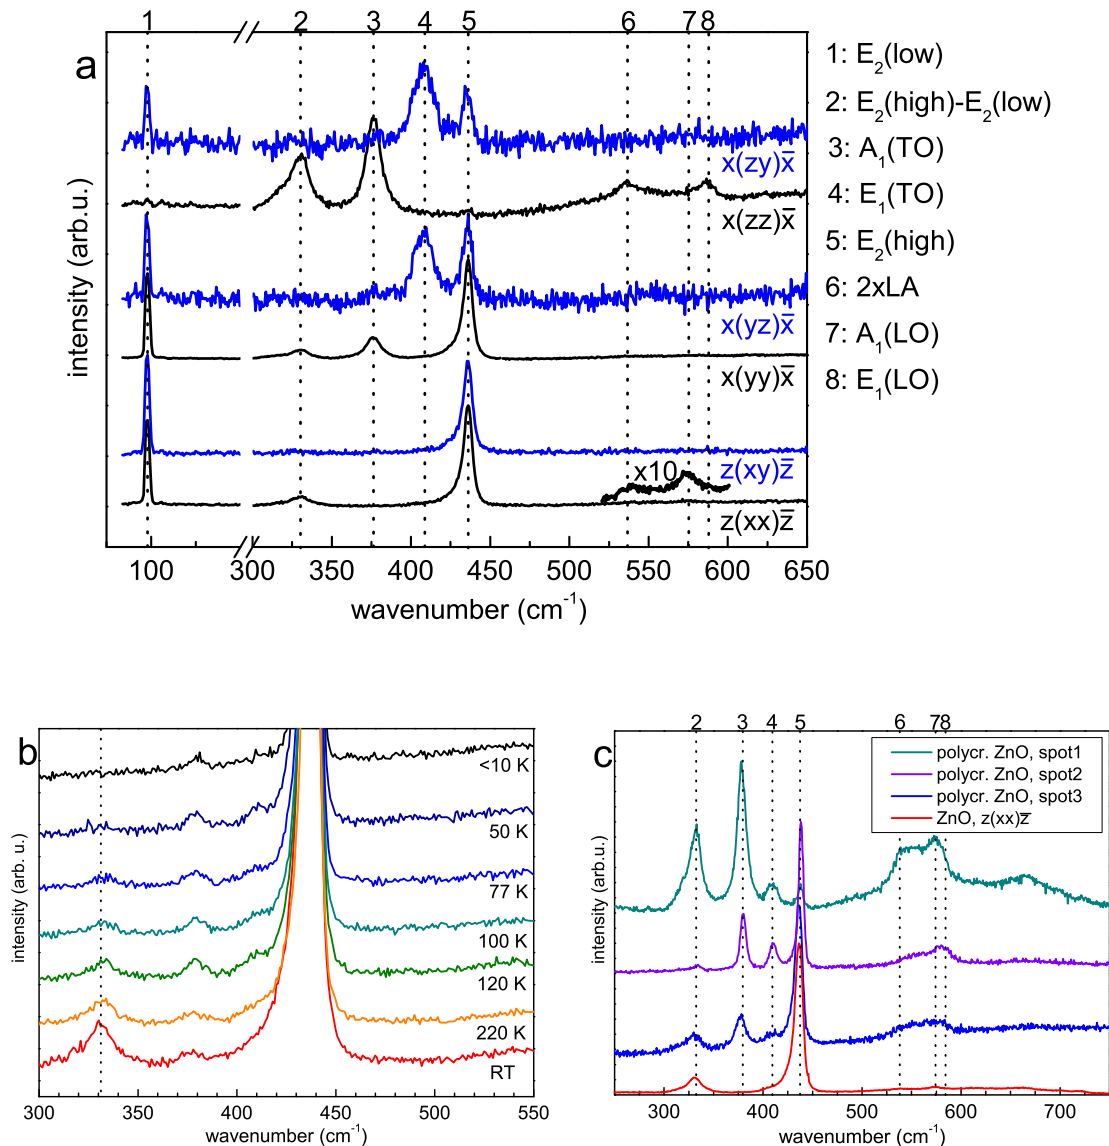 1 2 3 4 5 6 7 8
a
1: E₂(low)
2: E₂(high)-E₂(low)
3: A₁(TO)
4: E₁(TO)
5: E₂(high)
6: 2xLA
7: A₁(LO)
8: E₁(LO)
intensity (arb.u.)
x(zy)x̅
x(zz)x̅
x(yz)x̅
x(yy)x̅
z(xy)z̅
x10
z(xx)z̅
100 300 350 400 450 500 550 600 650
wavenumber (cm⁻¹)
b
intensity (arb. u.)
<10 K
50 K
77 K
100 K
120 K
220 K
RT
300 350 400 450 500 550
wavenumber (cm⁻¹)
2 3 4 5 6 7 8
c
polycr. ZnO, spot1
polycr. ZnO, spot2
polycr. ZnO, spot3
ZnO, z(xx)z̅
intensity (arb. u.)
300 400 500 600 700
wavenumber (cm⁻¹)